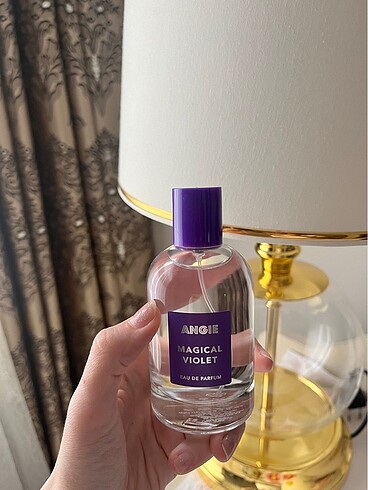 ANGIE
MAGICAL
VIOLET
EAU DE PARFUM